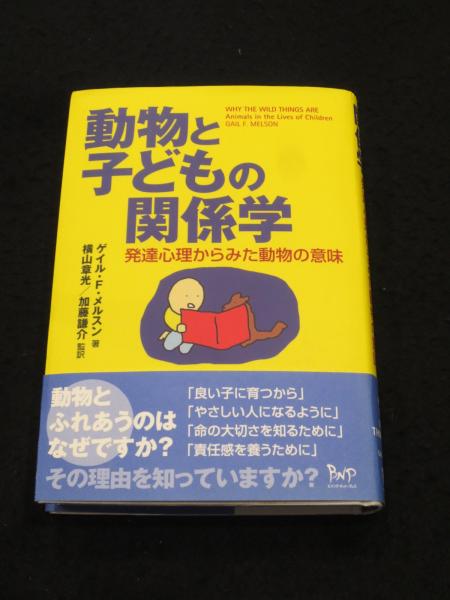 WHY THE WILD THINGS ARE
Animals in the Lives of Children
GAIL F. MELSON
動物と
子どもの
関係学
発達心理からみた動物の意味
ゲイル・F・メルスン 著
横山章光／加藤謙介 監訳
動物と
ふれあうのは
なぜですか?
「良い子に育つから」
「やさしい人になるように」
「命の大切さを知るために」
「責任感を養うために」
その理由を知っていますか?
BNP